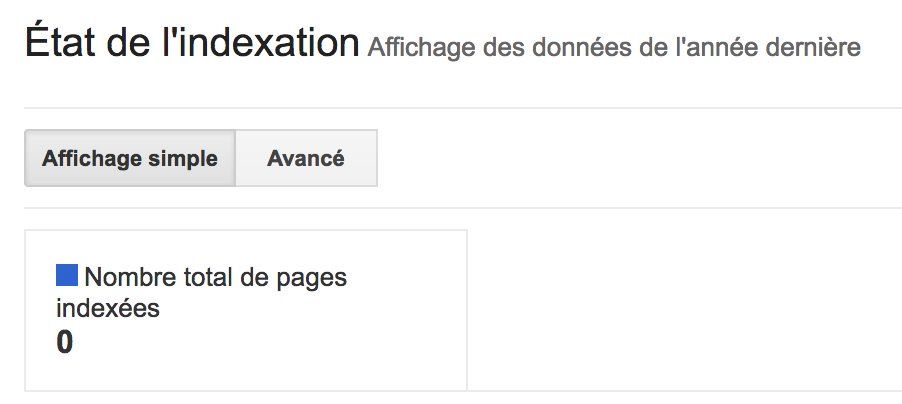 État de l'indexation Affichage des données de l'année dernière
Affichage simple Avancé
Nombre total de pages
indexées
0